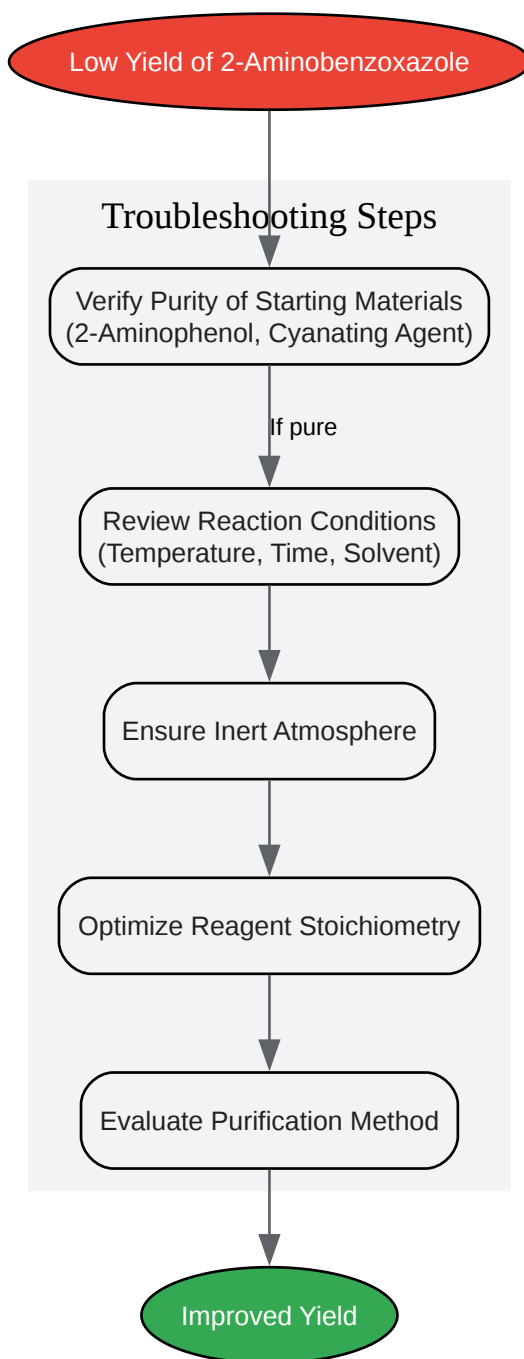 Low Yield of 2-Aminobenzoxazole
Troubleshooting Steps
Verify Purity of Starting Materials
(2-Aminophenol, Cyanating Agent)
If pure
Review Reaction Conditions
(Temperature, Time, Solvent)
Ensure Inert Atmosphere
Optimize Reagent Stoichiometry
Evaluate Purification Method
Improved Yield